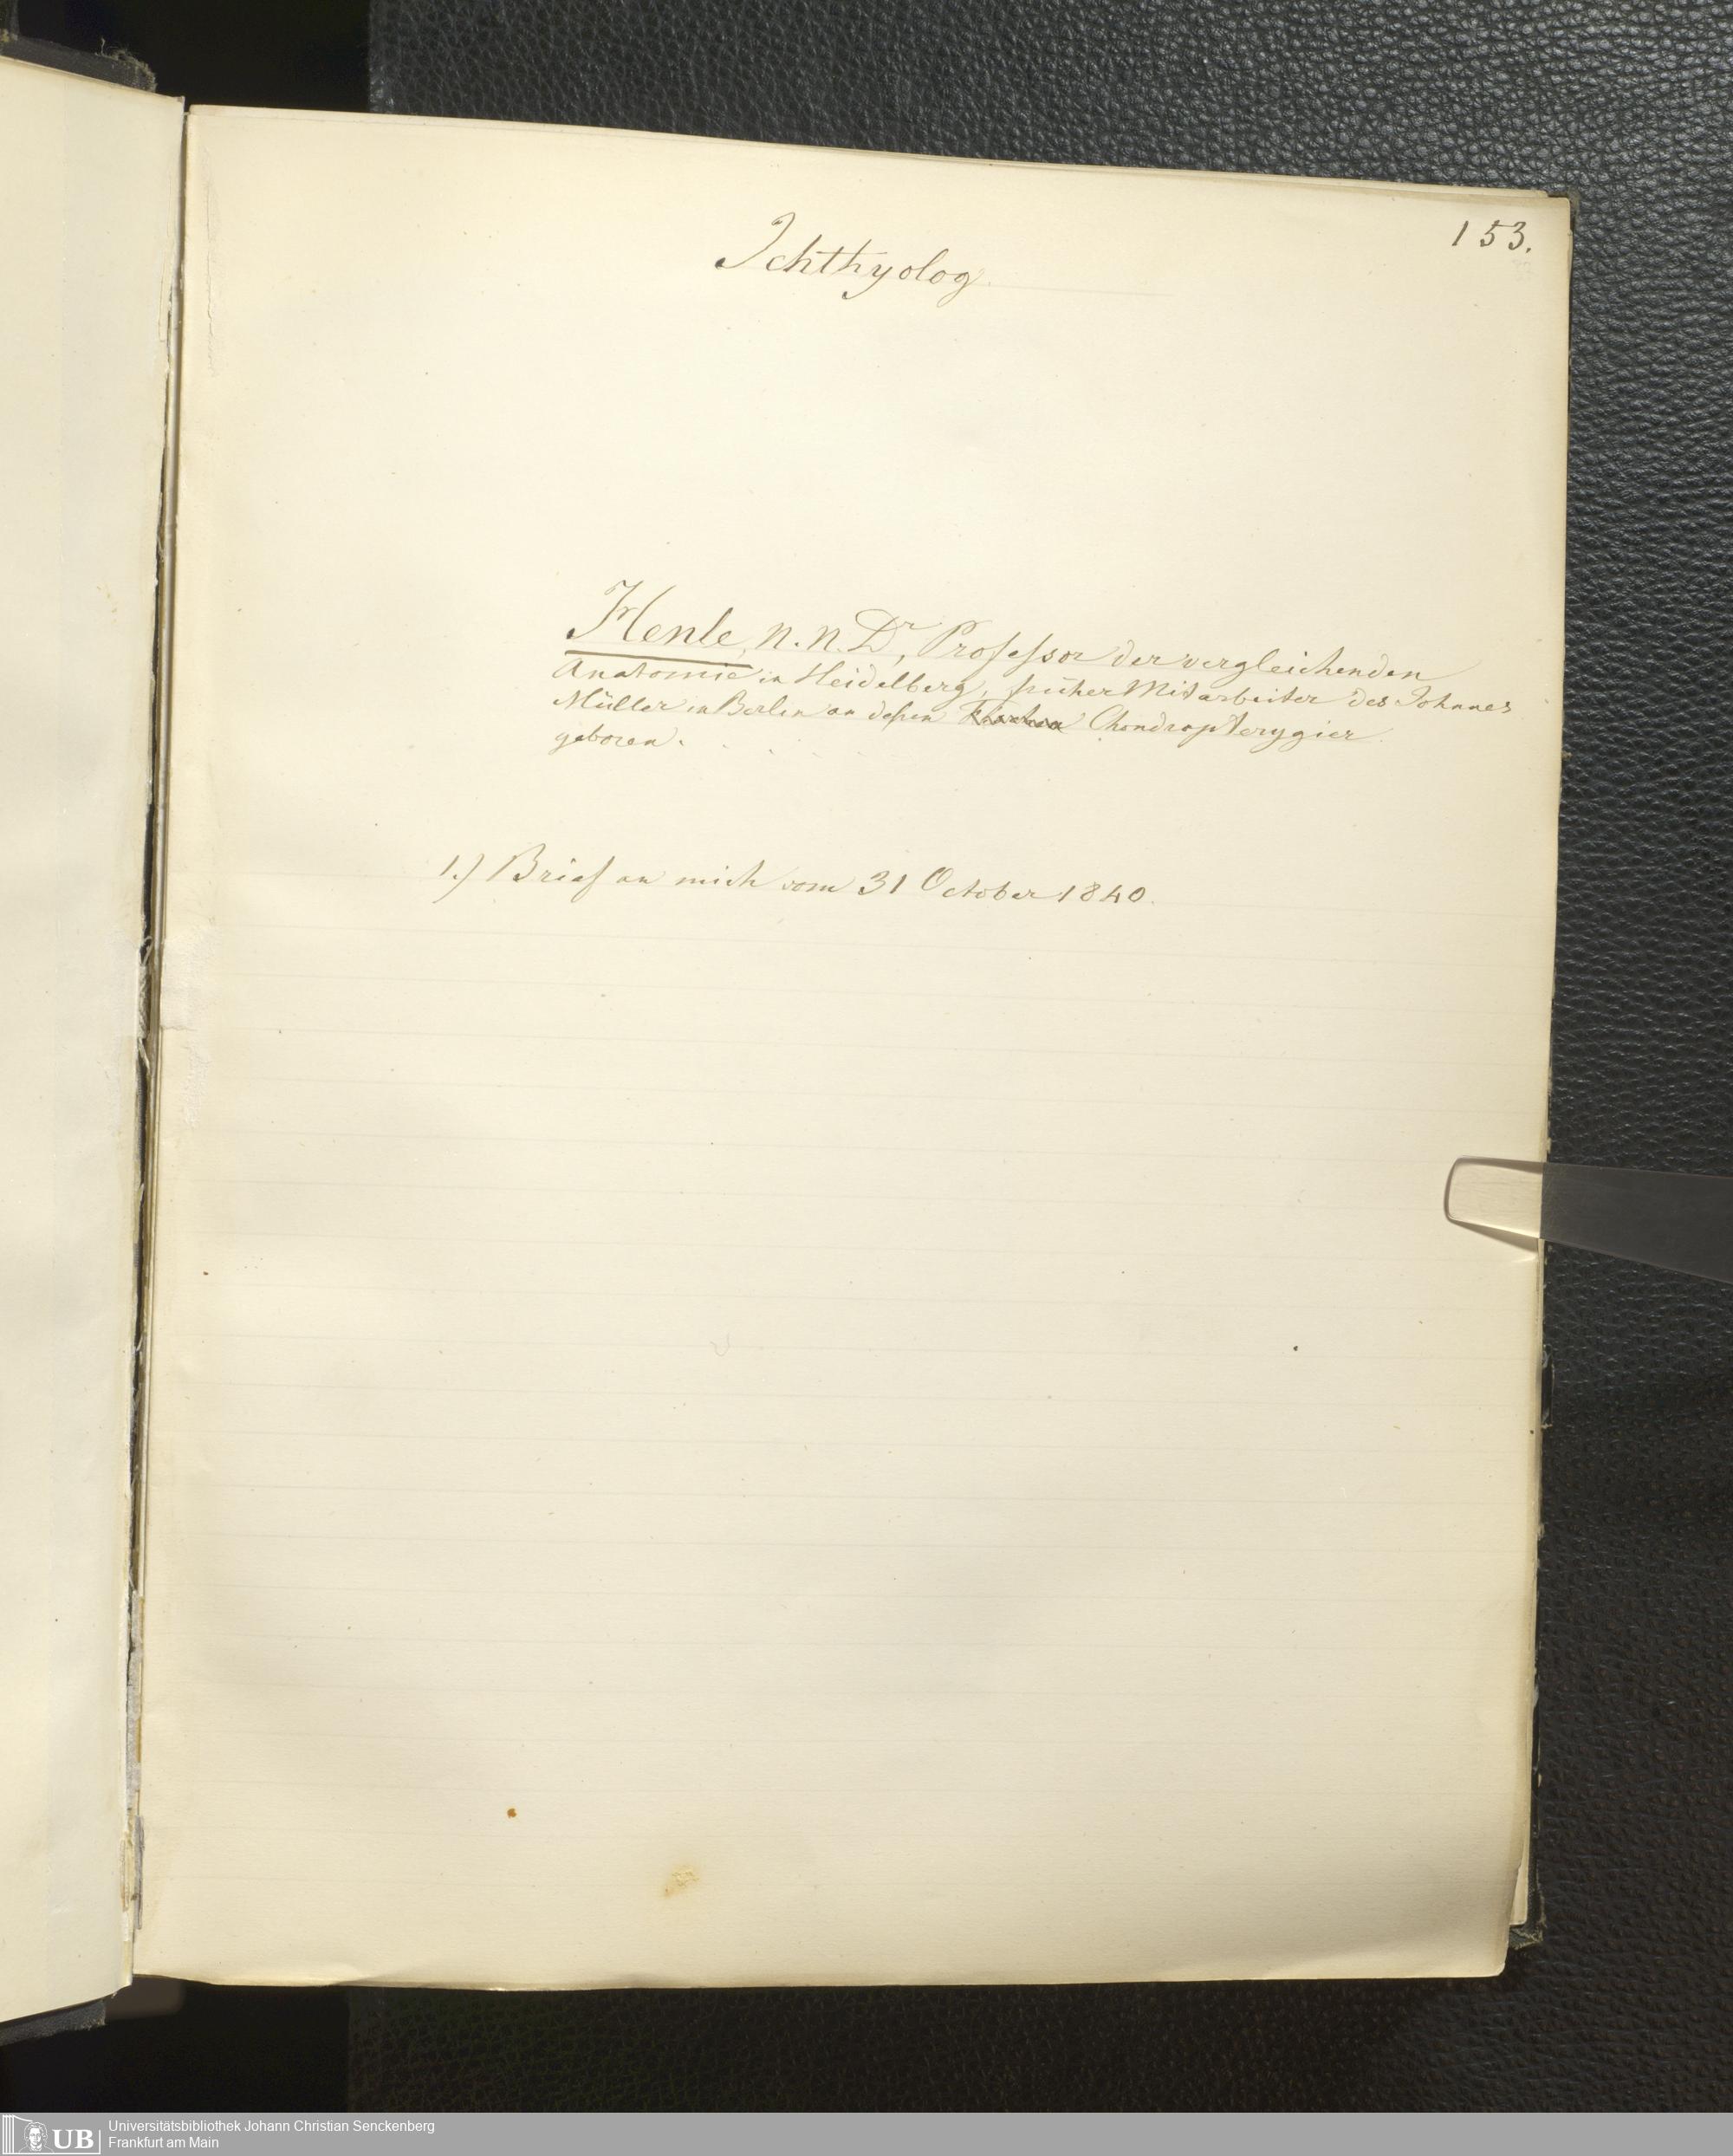 153.
Ichthyolog.
Henle, N. N. Dr, Professor der vergleichenden
Anatomie in Heidelberg, früher Mitarbeiter des Johannes
Müller in Berlin an deßen Chondropterygier.
geboren. . . . . .
1.) Brief an mich vom 31 October 1840.
UB
Universitätsbibliothek Johann Christian Senckenberg
Frankfurt am Main